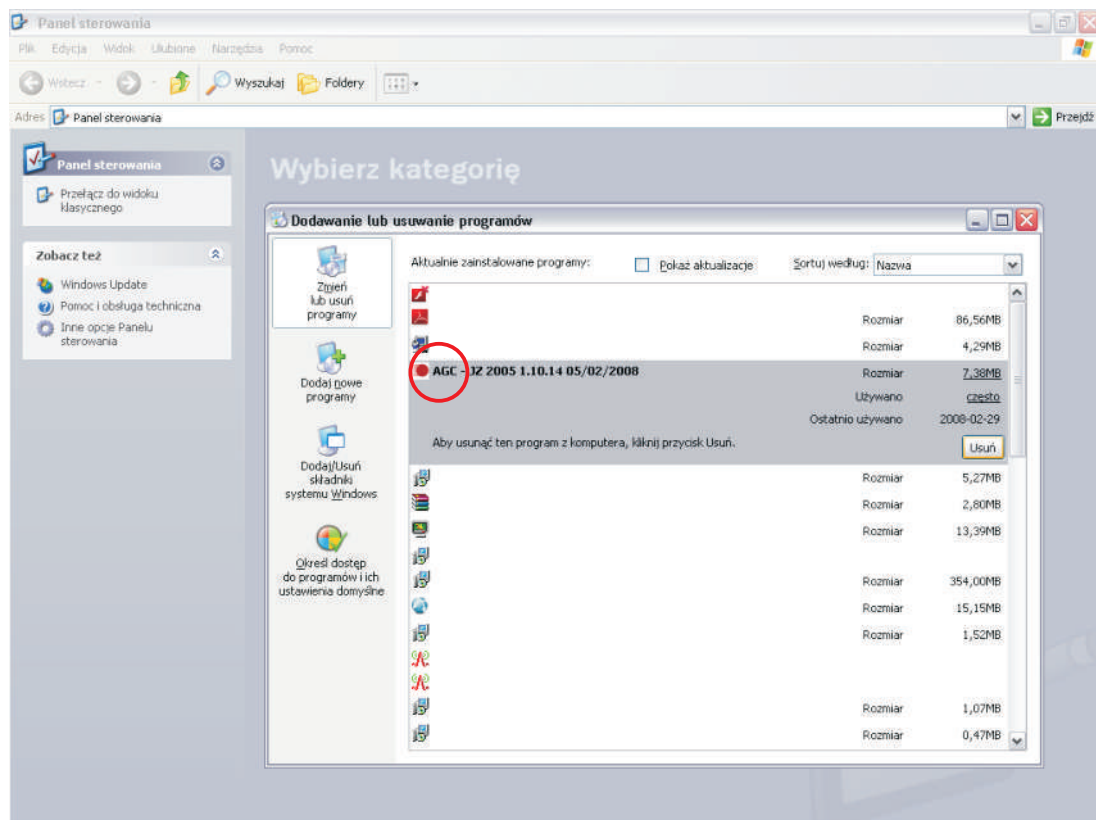 Panel sterowania
Plik Edycja Widok Ulubione Narzędzia Pomoc
Wstecz Wyszukaj Foldery
Adres Panel sterowania Przejdź
Panel sterowania
Przełącz do widoku
klasycznego
Zobacz też
Windows Update
Pomoc i obsługa techniczna
Inne opcje Panelu
sterowania
Wybierz kategorię
Dodawanie lub usuwanie programów
Zmień
lub usuń
programy
Dodaj nowe
programy
Dodaj/Usuń
składniki
systemu Windows
Określ dostęp
do programów i ich
ustawienia domyślne
Aktualnie zainstalowane programy: Pokaż aktualizacje Sortuj według: Nazwa
Rozmiar 86,56MB
Rozmiar 4,29MB
AGC - UZ 2005 1.10.14 05/02/2008 Rozmiar 7,38MB
Używano często
Ostatnio używano 2008-02-29
Aby usunąć ten program z komputera, kliknij przycisk Usuń. Usuń
Rozmiar 5,27MB
Rozmiar 2,80MB
Rozmiar 13,39MB
Rozmiar 354,00MB
Rozmiar 15,15MB
Rozmiar 1,52MB
Rozmiar 1,07MB
Rozmiar 0,47MB